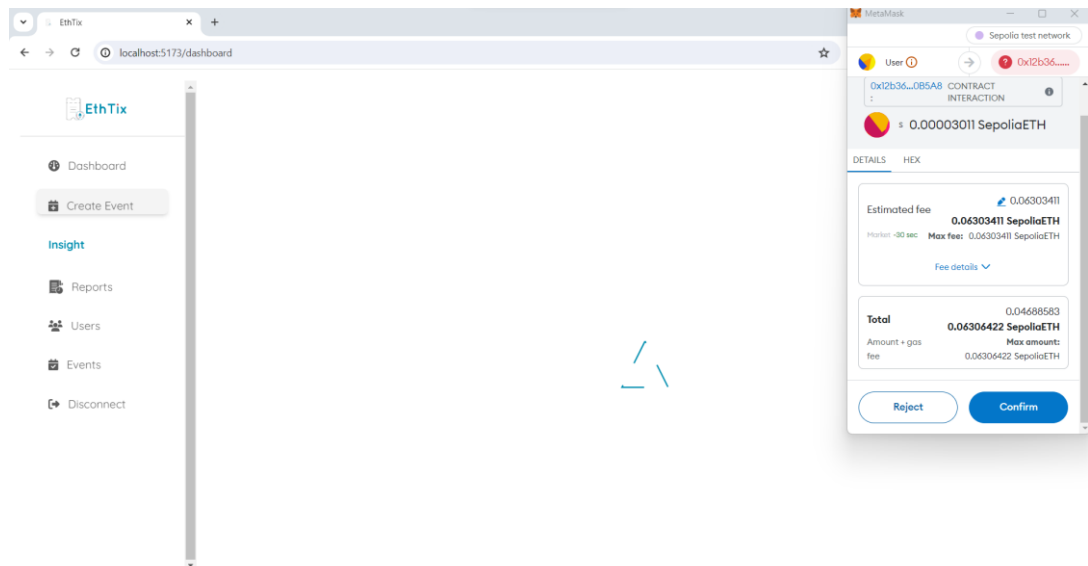 EthTix
localhost:5173/dashboard
EthTix
Dashboard
Create Event
Insight
Reports
Users
Events
Disconnect
MetaMask
Sepolia test network
User
0x12b36......
0x12b36...0B5A8 CONTRACT
: INTERACTION
s 0.00003011 SepoliaETH
DETAILS HEX
0.06303411
Estimated fee
0.06303411 SepoliaETH
Market ~30 sec Max fee: 0.06303411 SepoliaETH
Fee details
0.04688583
Total
0.06306422 SepoliaETH
Amount + gas Max amount:
fee 0.06306422 SepoliaETH
Reject Confirm